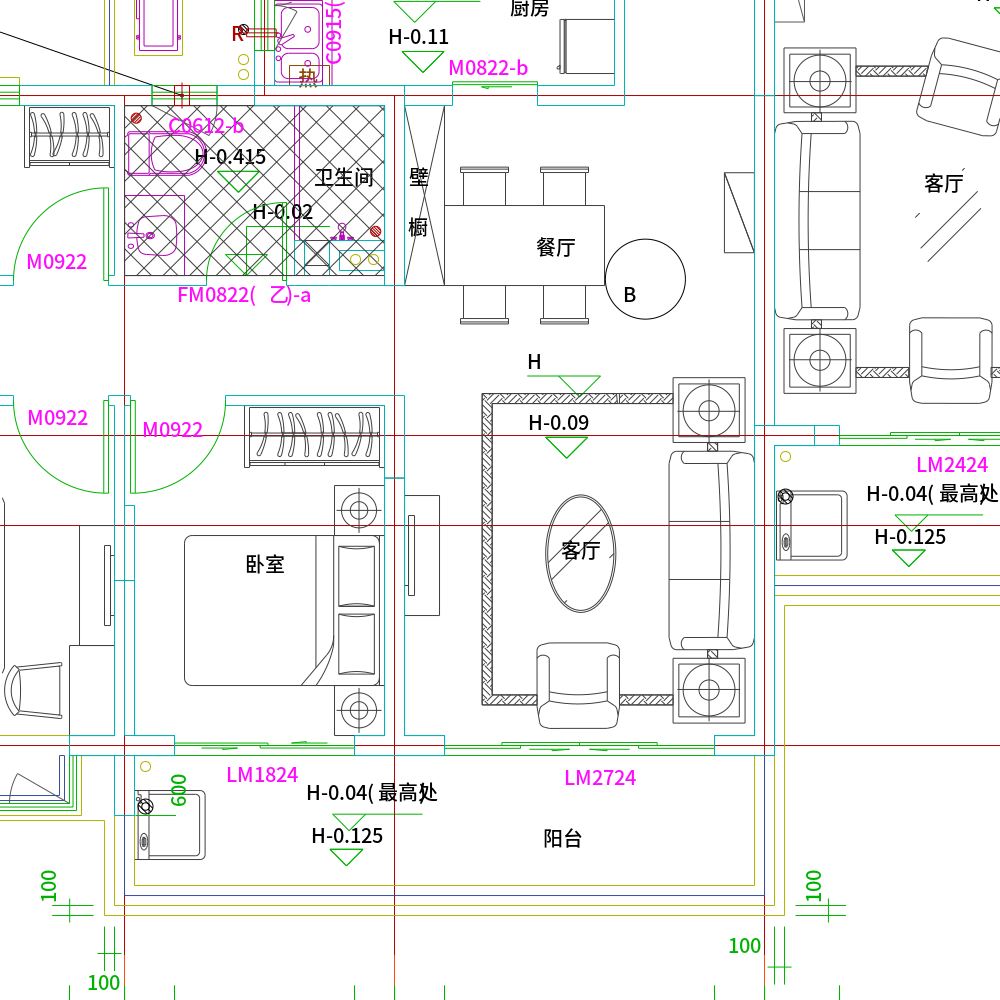 厨房
R
C0915(
H-0.11
热
M0822-b
C0612-b
H-0.415
卫生间
壁
橱
客厅
H-0.02
餐厅
M0922
FM0822( 乙)-a
B
H
M0922
M0922
H-0.09
LM2424
H-0.04( 最高处
H-0.125
客厅
卧室
LM1824
LM2724
600
H-0.04( 最高处)
H-0.125
阳台
100
100
100
100